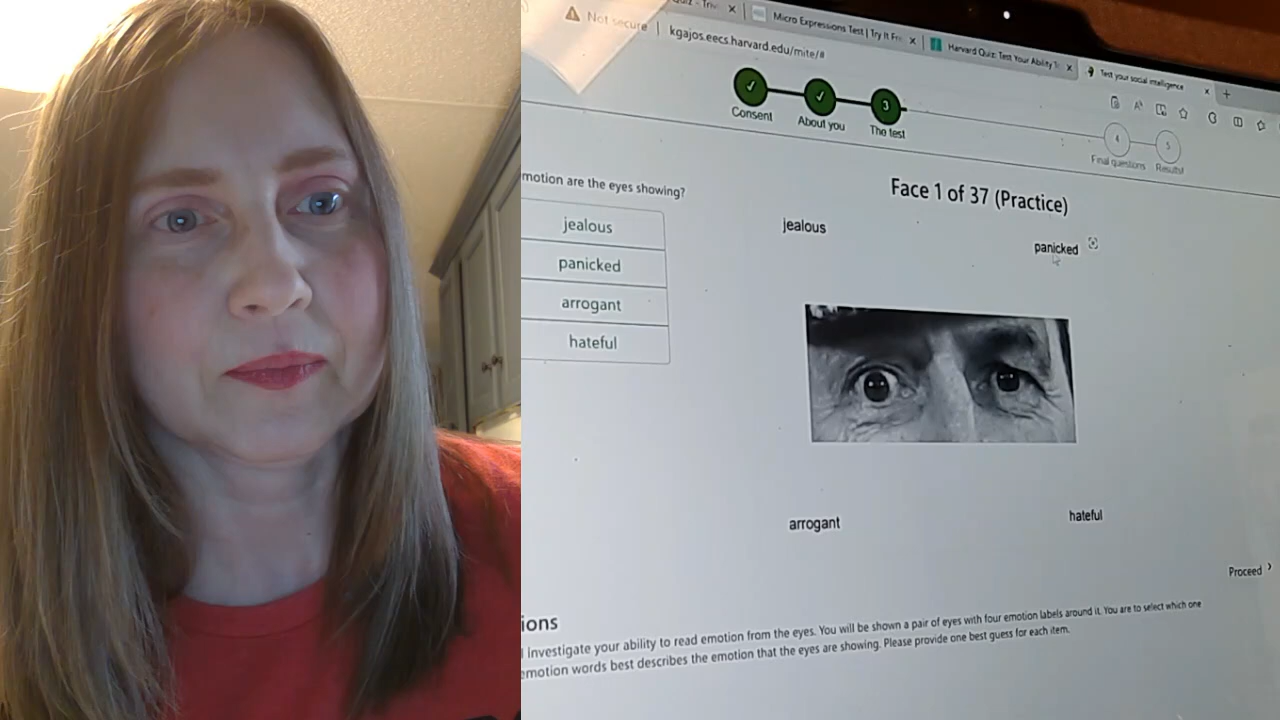 Micro Expressions Test | Try It Fr
Harvard Quiz: Test Your Ability T
Test your social intelligence
Not secure
kgajos.eecs.harvard.edu/mite/#
3
4
5
Consent
About you
The test
Final questions
Results!
motion are the eyes showing?
jealous
panicked
arrogant
hateful
Face 1 of 37 (Practice)
jealous
panicked
arrogant
hateful
Proceed
ions
l investigate your ability to read emotion from the eyes. You will be shown a pair of eyes with four emotion labels around it. You are to select which one
emotion words best describes the emotion that the eyes are showing. Please provide one best guess for each item.